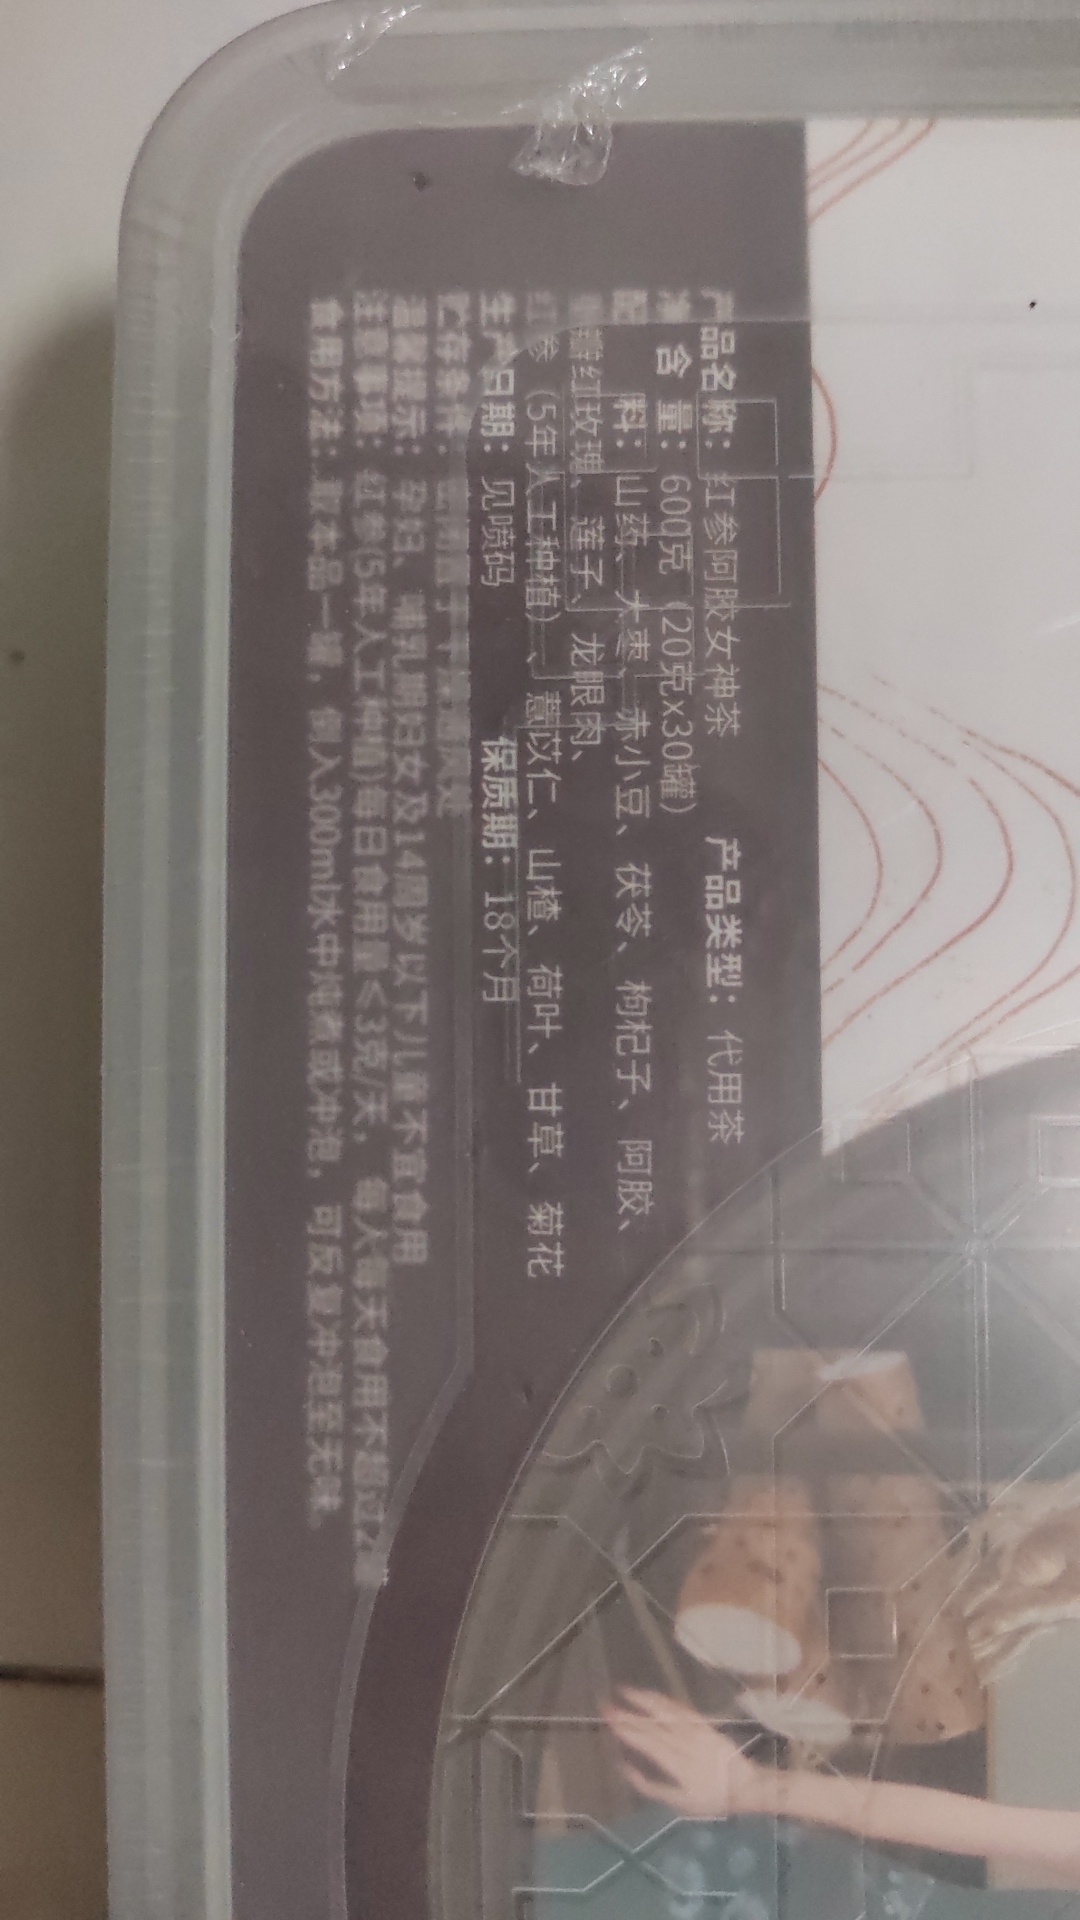 产品名称：红参阿胶女神茶 产品类型：代用茶
净含量：600克（20克x30罐）
配料：山药、大枣、赤小豆、茯苓、枸杞子、阿胶、
重瓣红玫瑰、莲子、龙眼肉、
红参（5年人工种植）、薏苡仁、山楂、荷叶、甘草、菊花
生产日期：见喷码 保质期：18个月
贮存条件：
温馨提示：孕妇、哺乳期妇女及14周岁以下儿童不宜食用
注意事项：红参(5年人工种植)每日食用量≤3克/天，每人每天食用不超过2罐
食用方法：取本品一罐，倒入300ml水中炖煮或冲泡，可反复冲泡至无味。